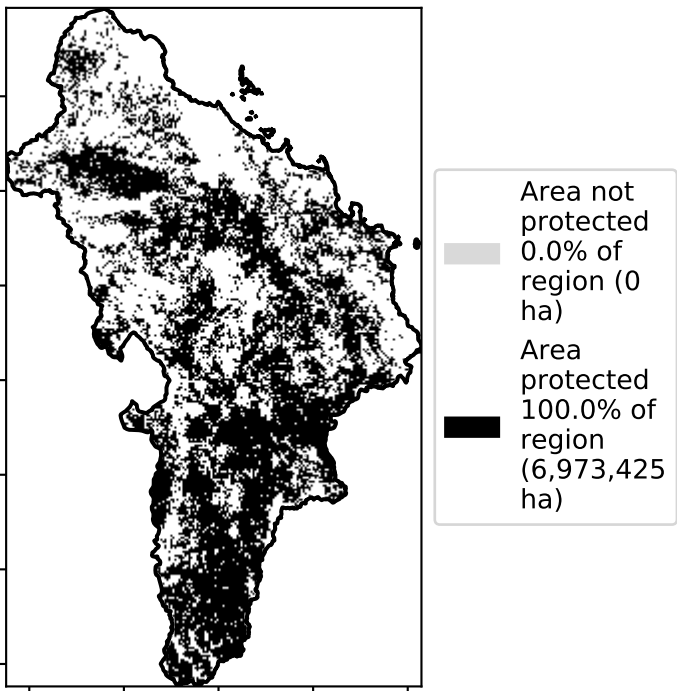 Area not
protected
0.0% of
region (0
ha)
Area
protected
100.0% of
region
(6,973,425
ha)